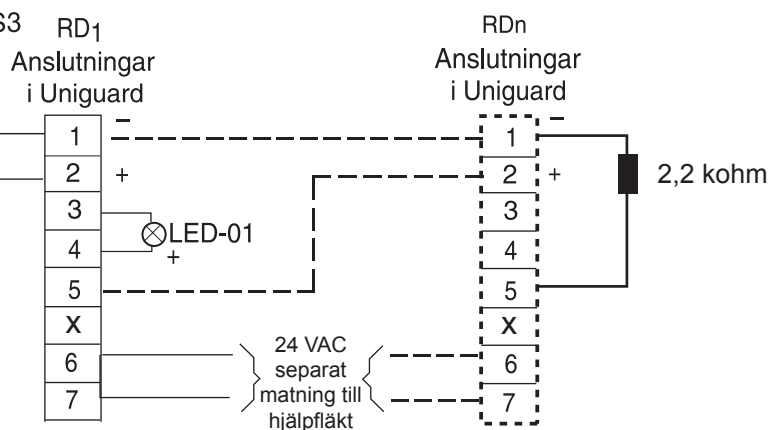 S3
RD1
Anslutningar
i Uniguard
1
–
2
+
3
4
LED-01
+
5
X
6
7
24 VAC
separat
matning till
hjälpfläkt
RDn
Anslutningar
i Uniguard
1
–
2
+
3
4
5
X
6
7
2,2 kohm